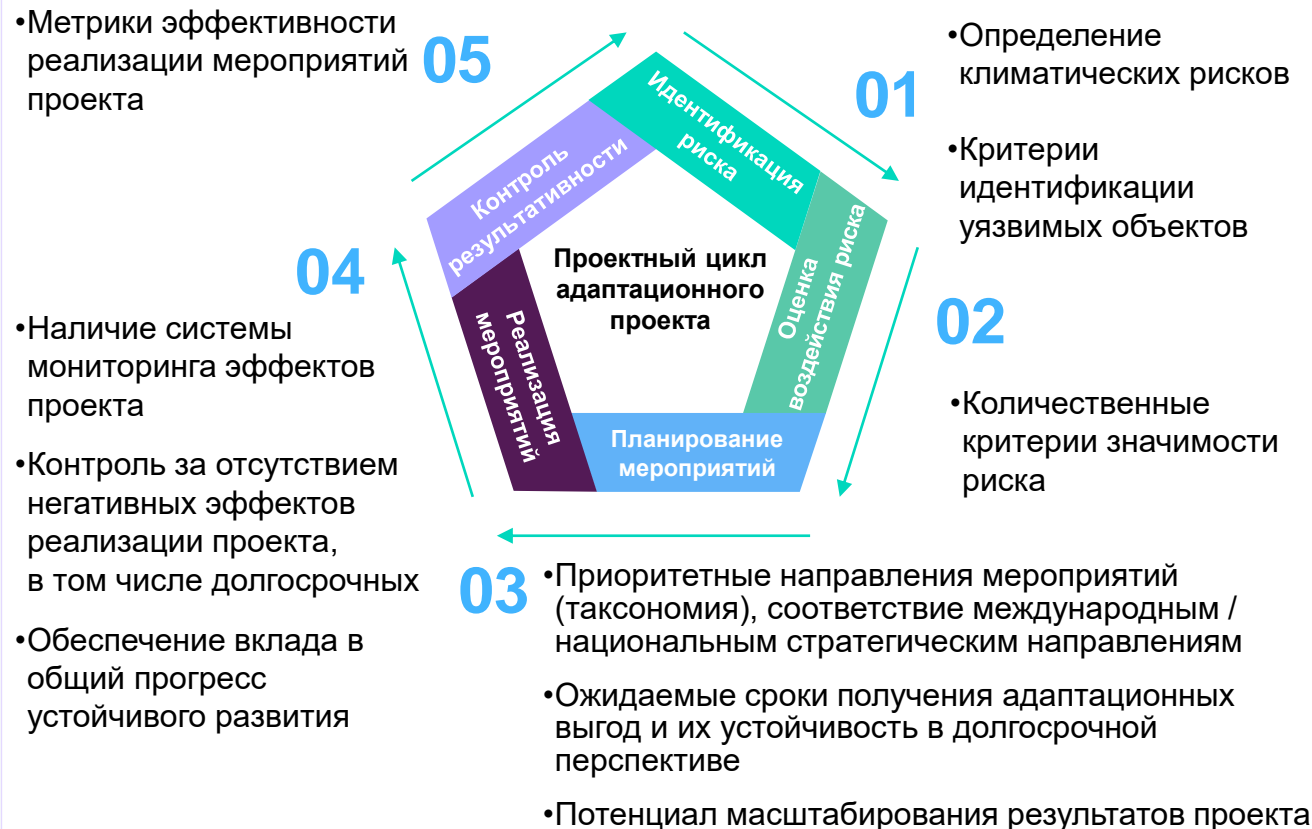 •Метрики эффективности
реализации мероприятий
проекта
05
Идентификация
риска
01
•Определение
климатических рисков
•Критерии
идентификации
уязвимых объектов
Контроль
результативности
Проектный цикл
адаптационного
проекта
Оценка
воздействия риска
02
•Количественные
критерии значимости
риска
04
•Наличие системы
мониторинга эффектов
проекта
•Контроль за отсутствием
негативных эффектов
реализации проекта,
в том числе долгосрочных
•Обеспечение вклада в
общий прогресс
устойчивого развития
Реализация
мероприятий
Планирование
мероприятий
03
•Приоритетные направления мероприятий
(таксономия), соответствие международным /
национальным стратегическим направлениям
•Ожидаемые сроки получения адаптационных
выгод и их устойчивость в долгосрочной
перспективе
•Потенциал масштабирования результатов проекта